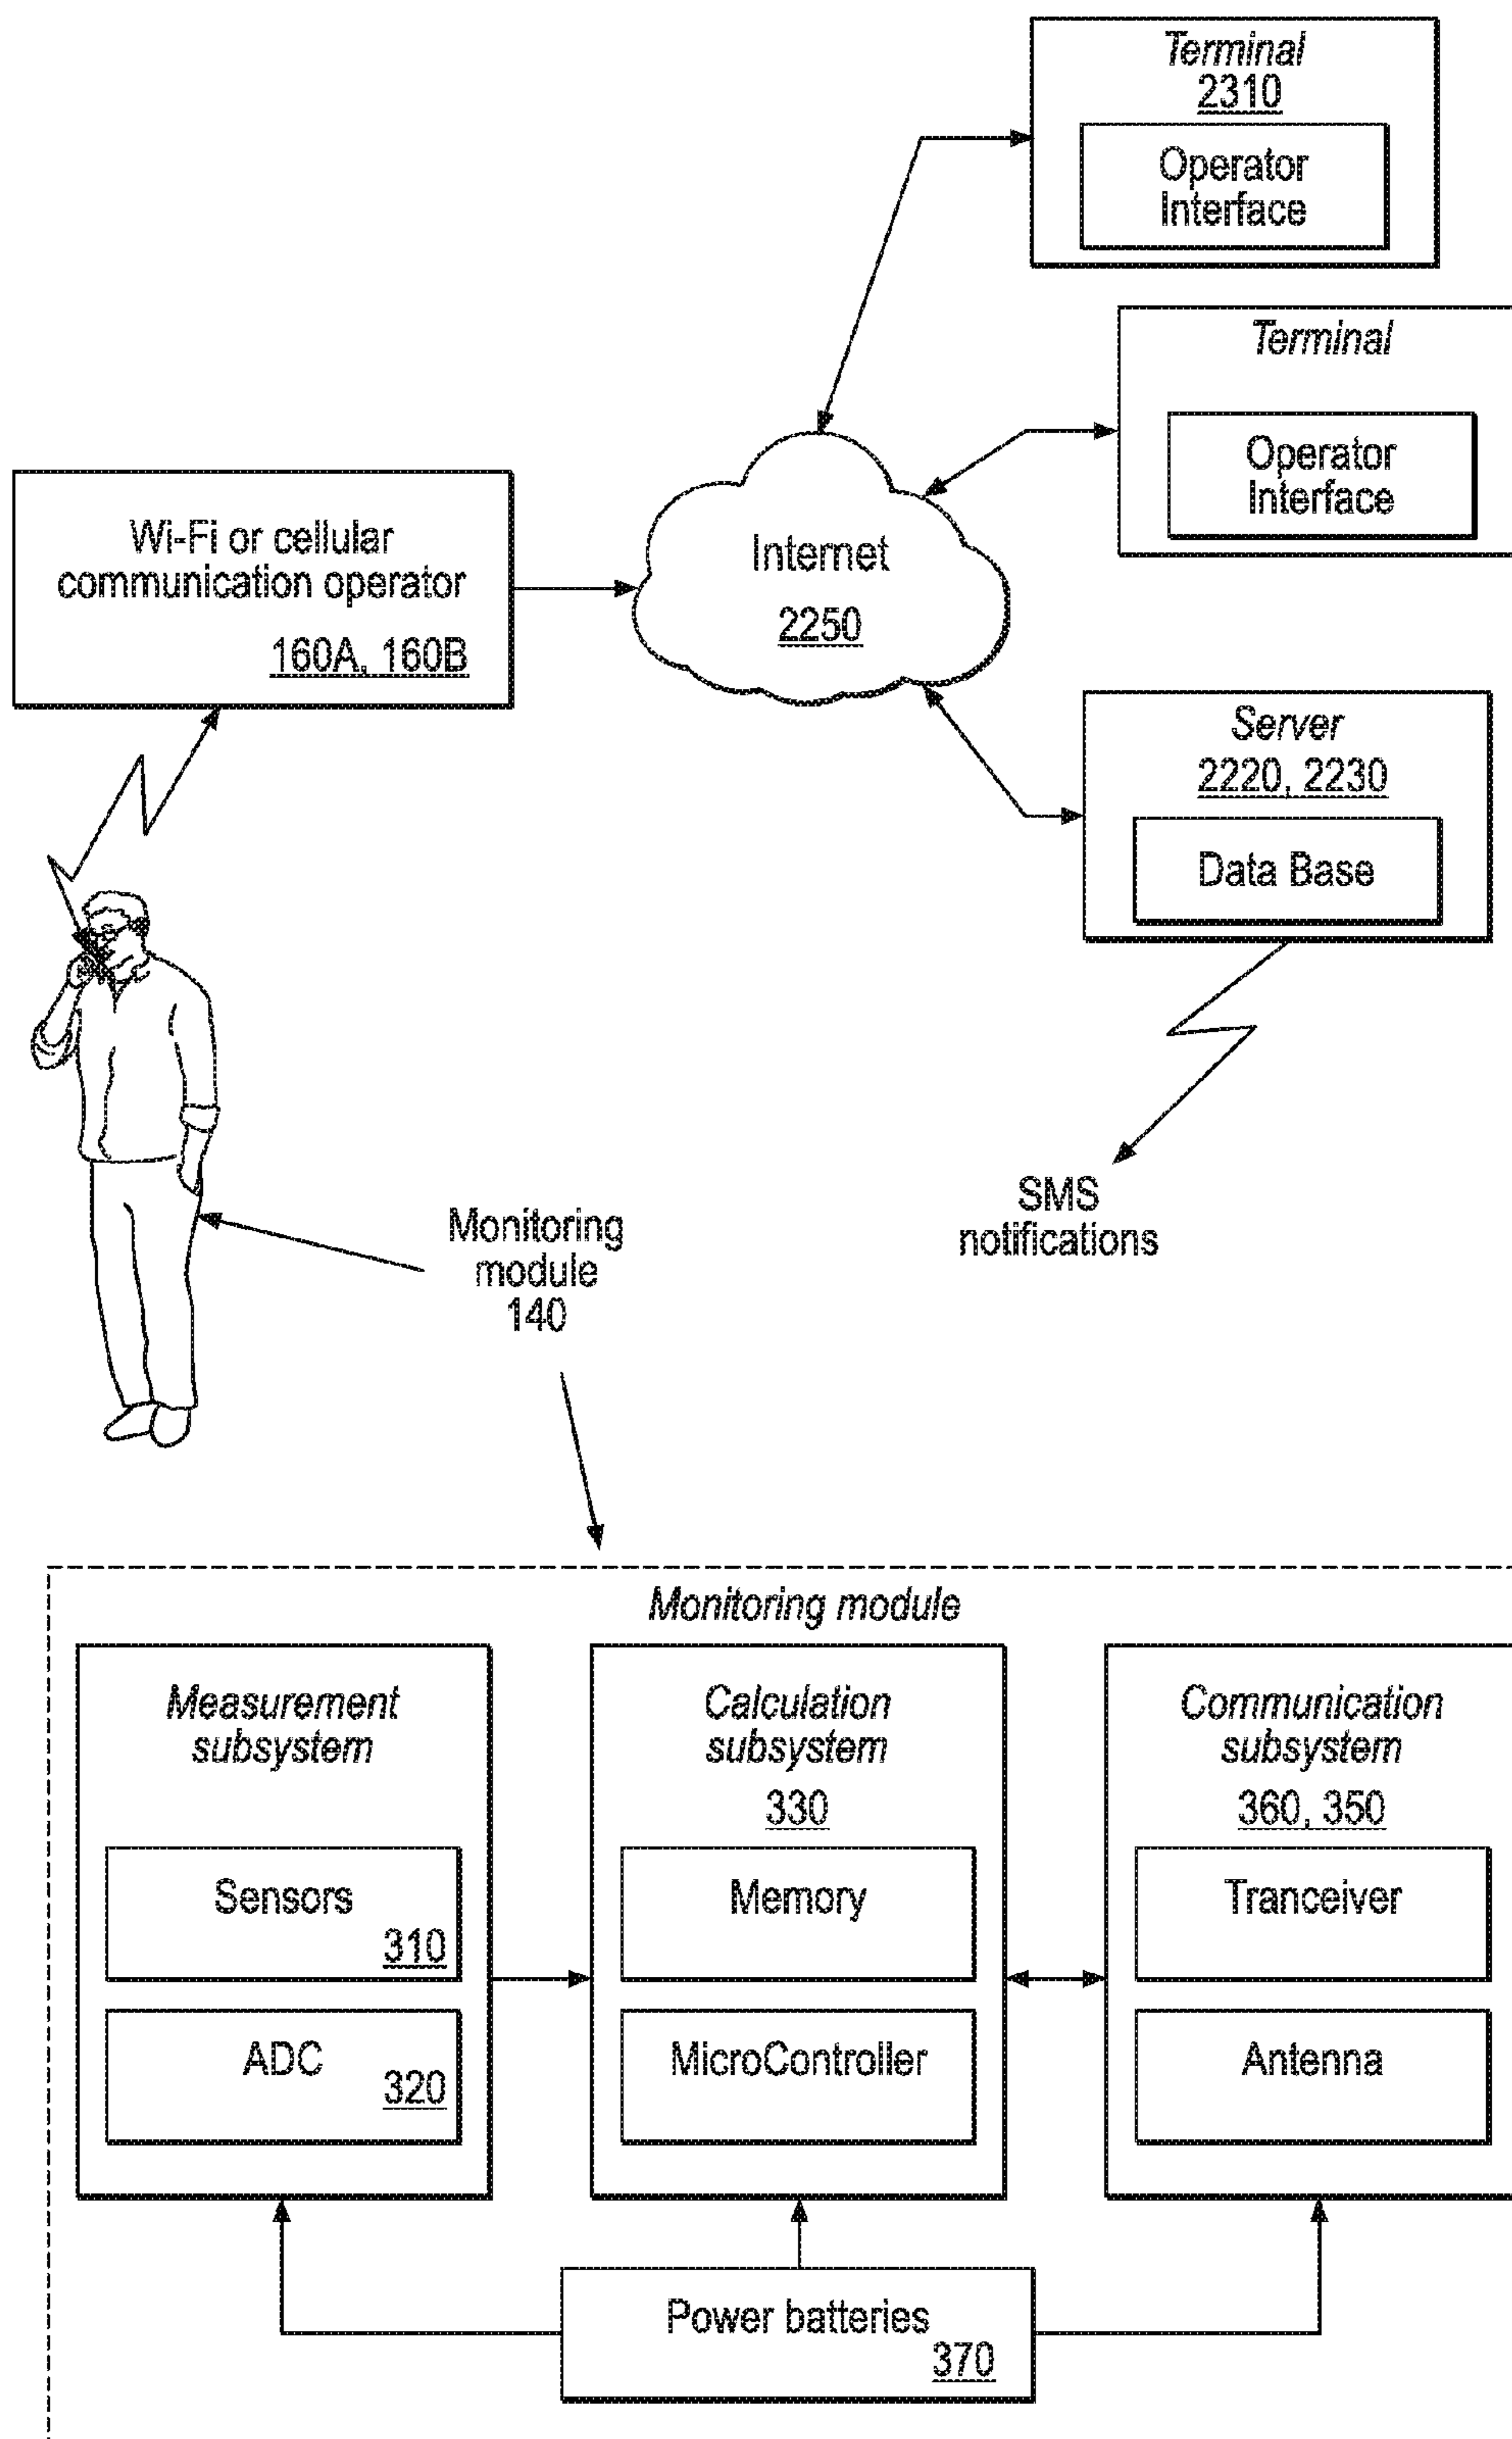 Terminal
2310
Operator
Interface
Terminal
Operator
Interface
Wi-Fi or cellular
communication operator
160A, 160B
Internet
2250
Server
2220, 2230
Data Base
SMS
notifications
Monitoring
module
140
Monitoring module
Measurement
subsystem
Sensors
310
ADC
320
Calculation
subsystem
330
Memory
MicroController
Communication
subsystem
360, 350
Tranceiver
Antenna
Power batteries
370